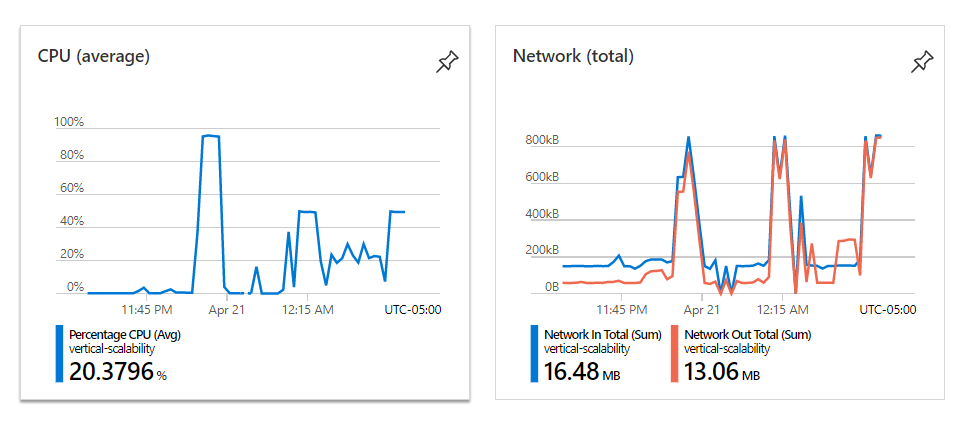 CPU (average)
100%
80%
60%
40%
20%
0%
11:45 PM Apr 21 12:15 AM UTC-05:00
Percentage CPU (Avg)
vertical-scalability
20.3796 %
Network (total)
800kB
600kB
400kB
200kB
0B
11:45 PM Apr 21 12:15 AM UTC-05:00
Network In Total (Sum)
vertical-scalability
16.48 MB
Network Out Total (Sum)
vertical-scalability
13.06 MB